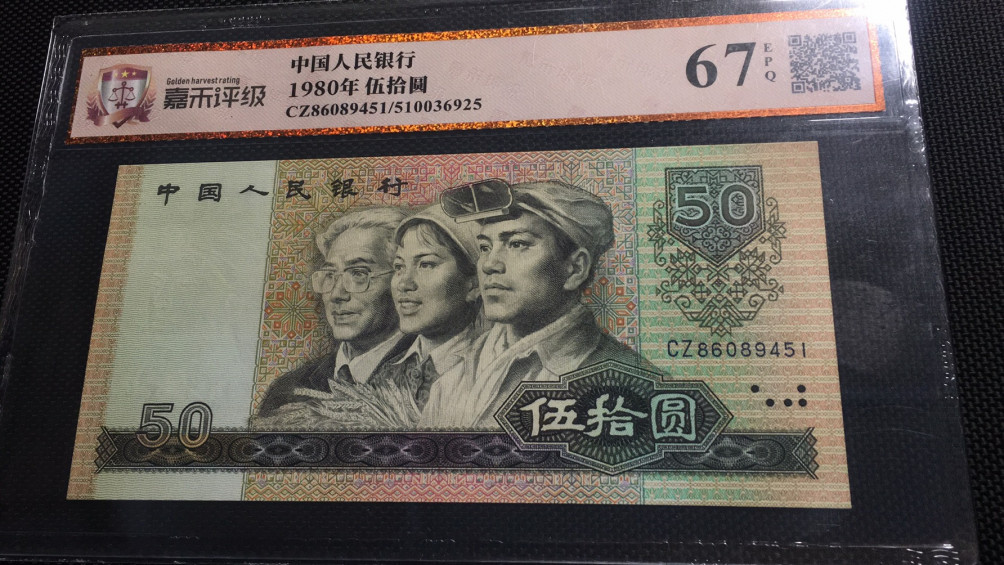 Golden harvest rating
嘉禾评级
中国人民银行
1980年 伍拾圆
CZ86089451/510036925
67
EPQ
中国人民银行
50
CZ86089451
50
伍拾圆